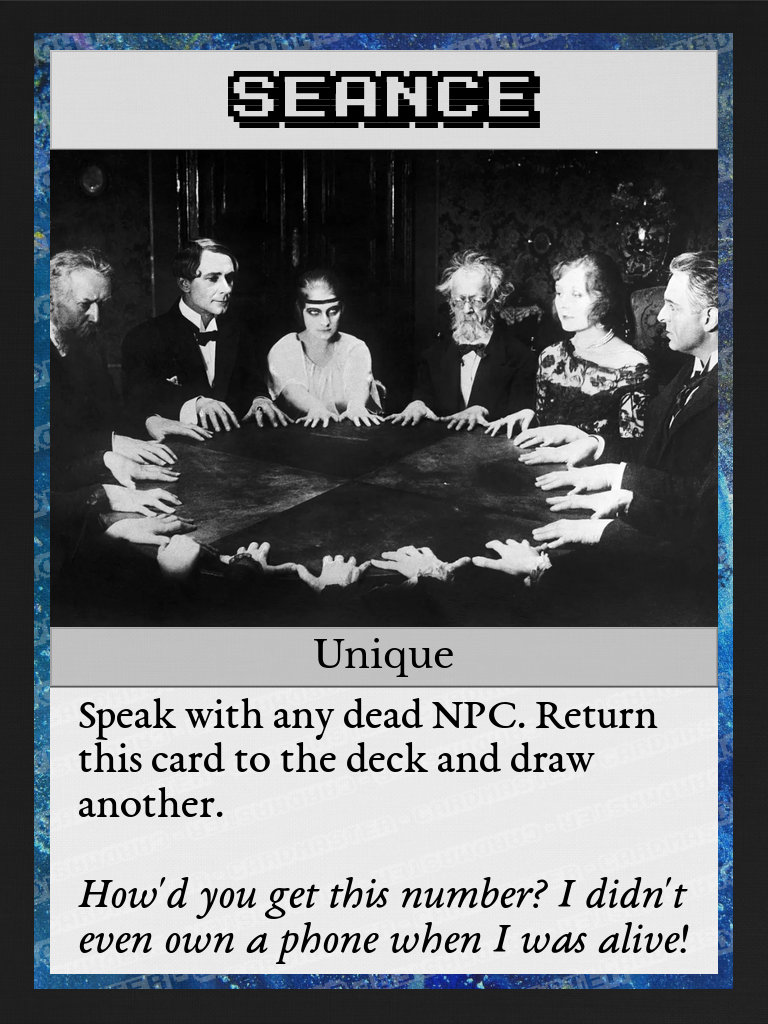 SEANCE
Unique
Speak with any dead NPC. Return
this card to the deck and draw
another.
How'd you get this number? I didn't
even own a phone when I was alive!